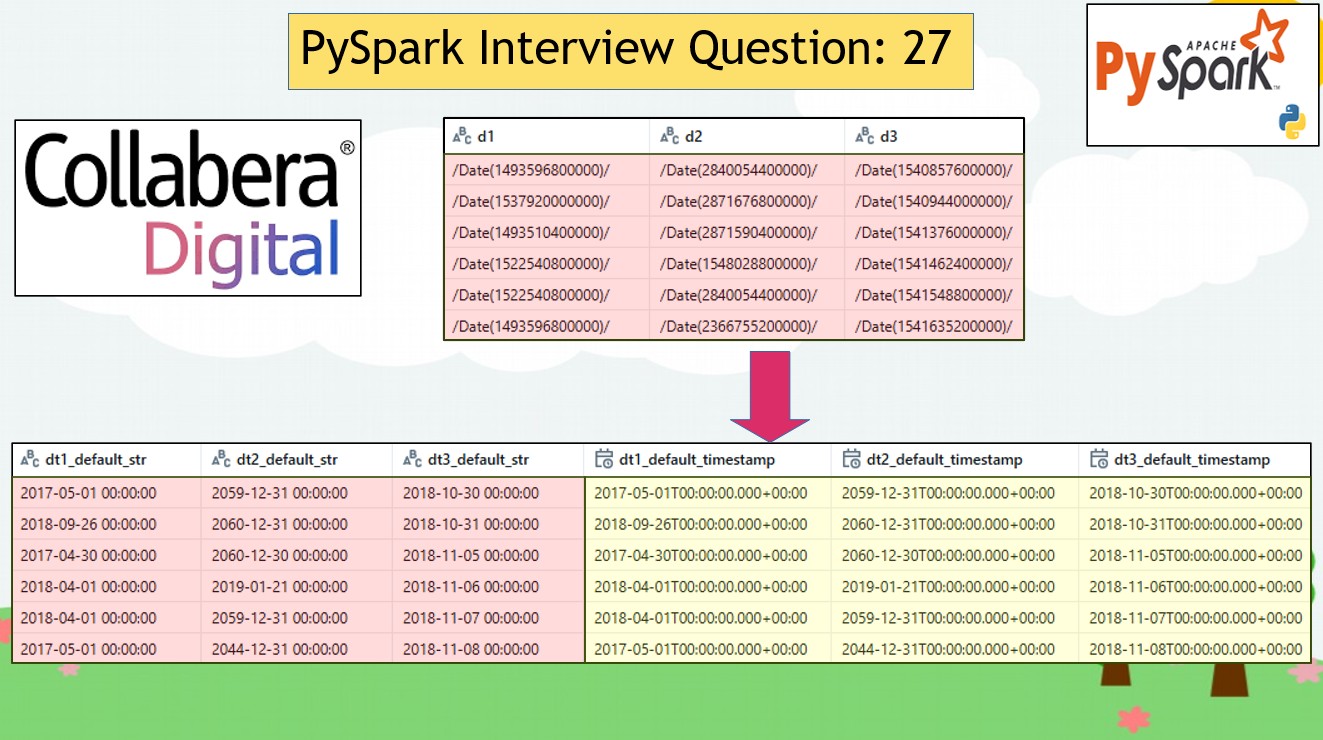 PySpark Interview Question: 27
APACHE
PySpark™
Collabera®
Digital
ABC d1 ABC d2 ABC d3
/Date(1493596800000)/ /Date(2840054400000)/ /Date(1540857600000)/
/Date(1537920000000)/ /Date(2871676800000)/ /Date(1540944000000)/
/Date(1493510400000)/ /Date(2871590400000)/ /Date(1541376000000)/
/Date(1522540800000)/ /Date(1548028800000)/ /Date(1541462400000)/
/Date(1522540800000)/ /Date(2840054400000)/ /Date(1541548800000)/
/Date(1493596800000)/ /Date(2366755200000)/ /Date(1541635200000)/
ABC dt1_default_str ABC dt2_default_str ABC dt3_default_str dt1_default_timestamp dt2_default_timestamp dt3_default_timestamp
2017-05-01 00:00:00 2059-12-31 00:00:00 2018-10-30 00:00:00 2017-05-01T00:00:00.000+00:00 2059-12-31T00:00:00.000+00:00 2018-10-30T00:00:00.000+00:00
2018-09-26 00:00:00 2060-12-31 00:00:00 2018-10-31 00:00:00 2018-09-26T00:00:00.000+00:00 2060-12-31T00:00:00.000+00:00 2018-10-31T00:00:00.000+00:00
2017-04-30 00:00:00 2060-12-30 00:00:00 2018-11-05 00:00:00 2017-04-30T00:00:00.000+00:00 2060-12-30T00:00:00.000+00:00 2018-11-05T00:00:00.000+00:00
2018-04-01 00:00:00 2019-01-21 00:00:00 2018-11-06 00:00:00 2018-04-01T00:00:00.000+00:00 2019-01-21T00:00:00.000+00:00 2018-11-06T00:00:00.000+00:00
2018-04-01 00:00:00 2059-12-31 00:00:00 2018-11-07 00:00:00 2018-04-01T00:00:00.000+00:00 2059-12-31T00:00:00.000+00:00 2018-11-07T00:00:00.000+00:00
2017-05-01 00:00:00 2044-12-31 00:00:00 2018-11-08 00:00:00 2017-05-01T00:00:00.000+00:00 2044-12-31T00:00:00.000+00:00 2018-11-08T00:00:00.000+00:00